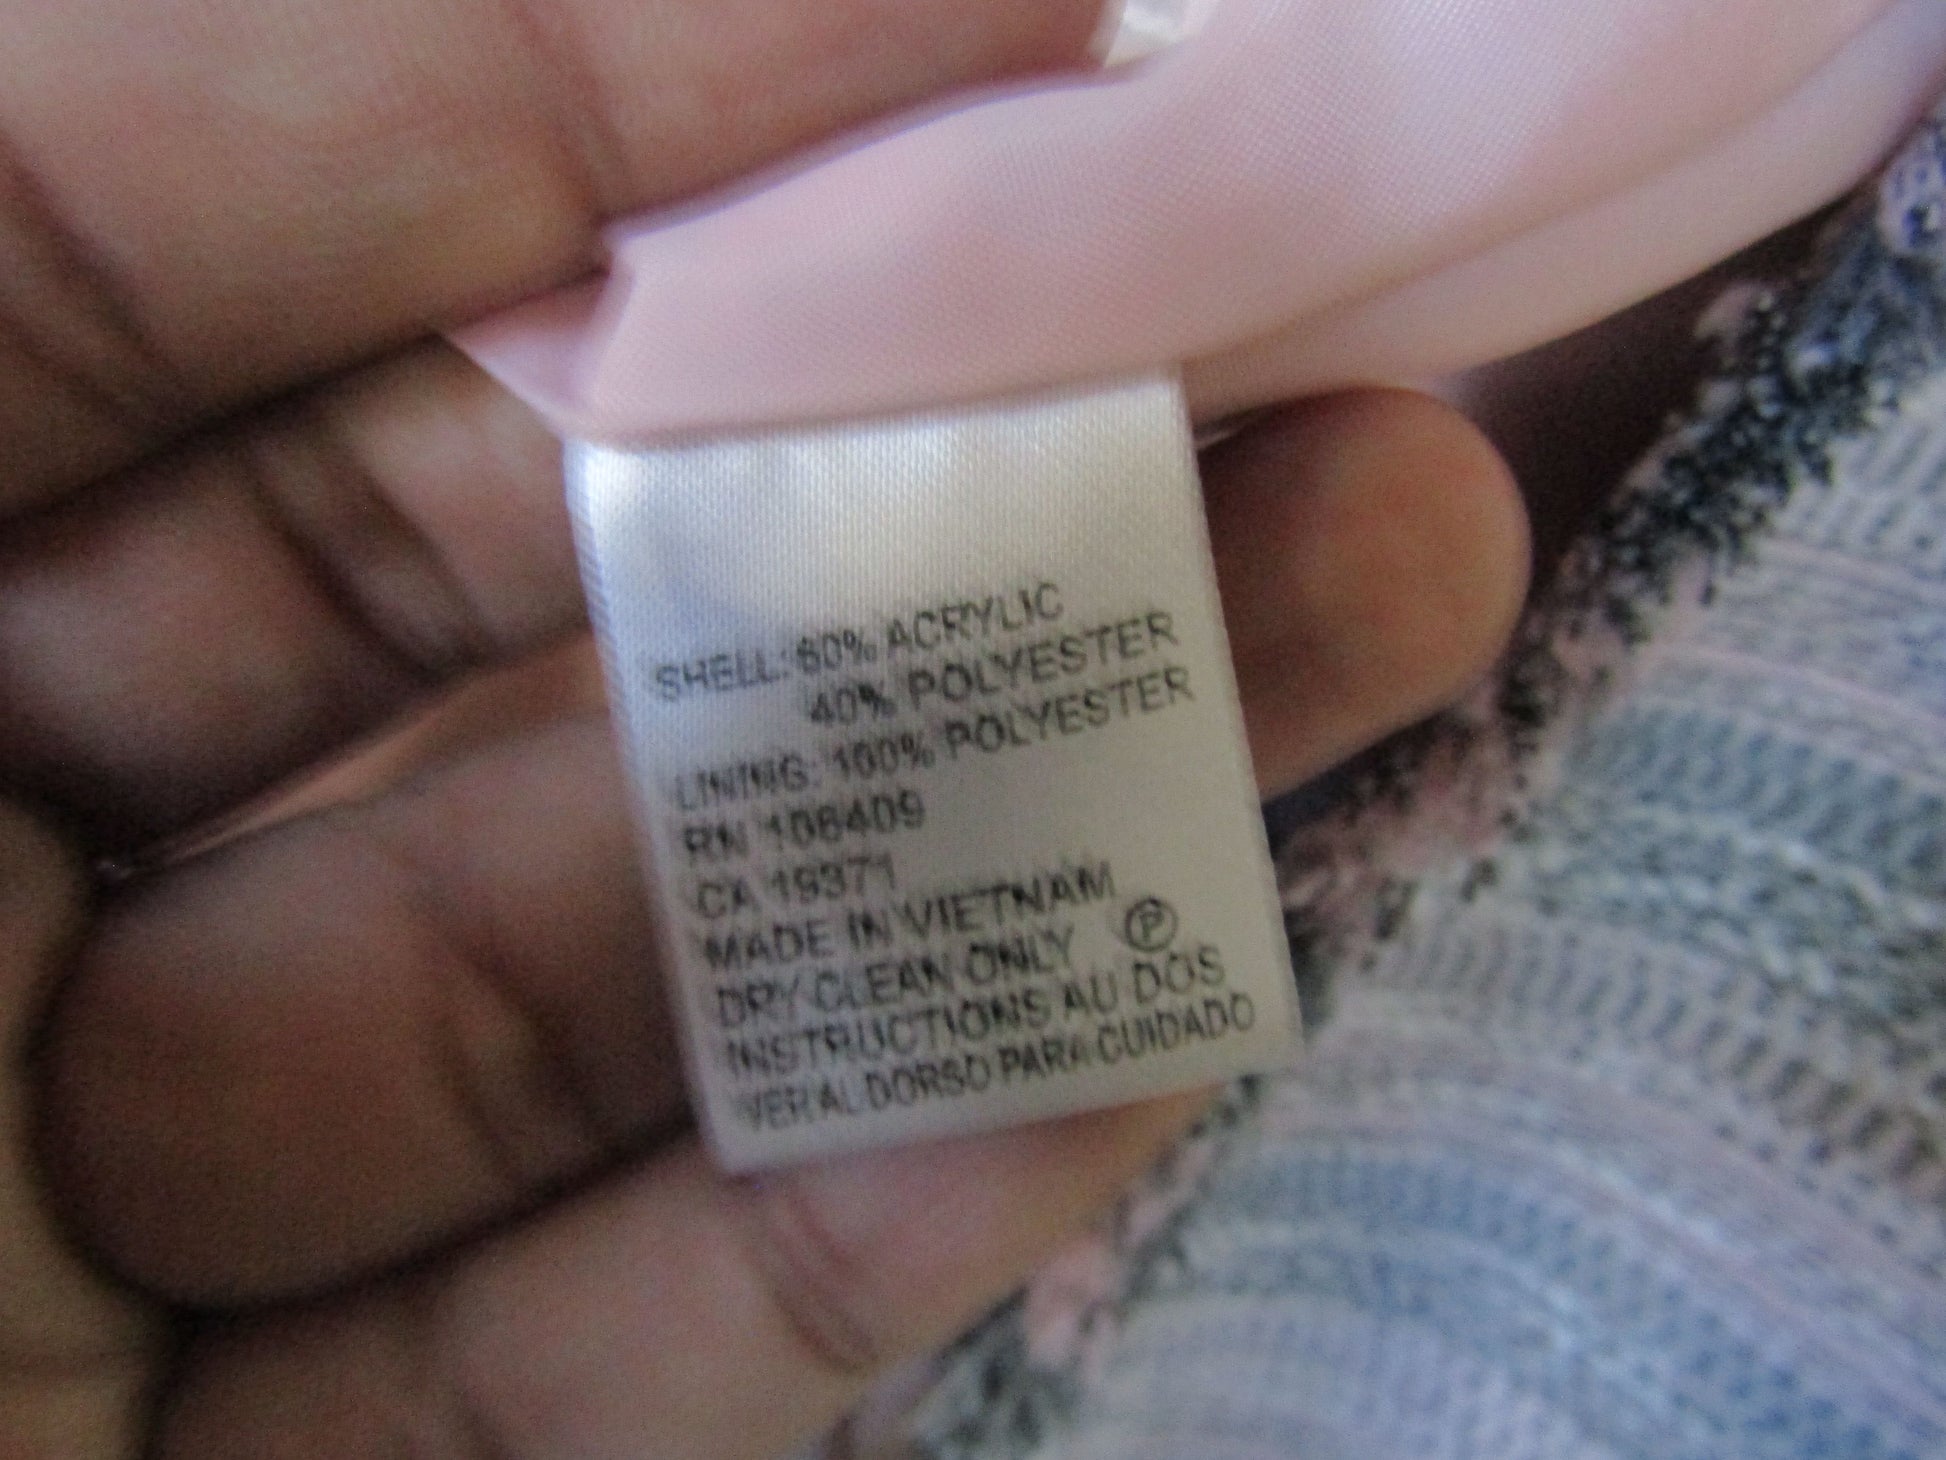 SHELL: 60% ACRYLIC
40% POLYESTER
LINING: 100% POLYESTER
RN 106409
CA 19371
MADE IN VIETNAM
DRY CLEAN ONLY Ⓟ
INSTRUCTIONS AU DOS
VER AL DORSO PARA CUIDADO